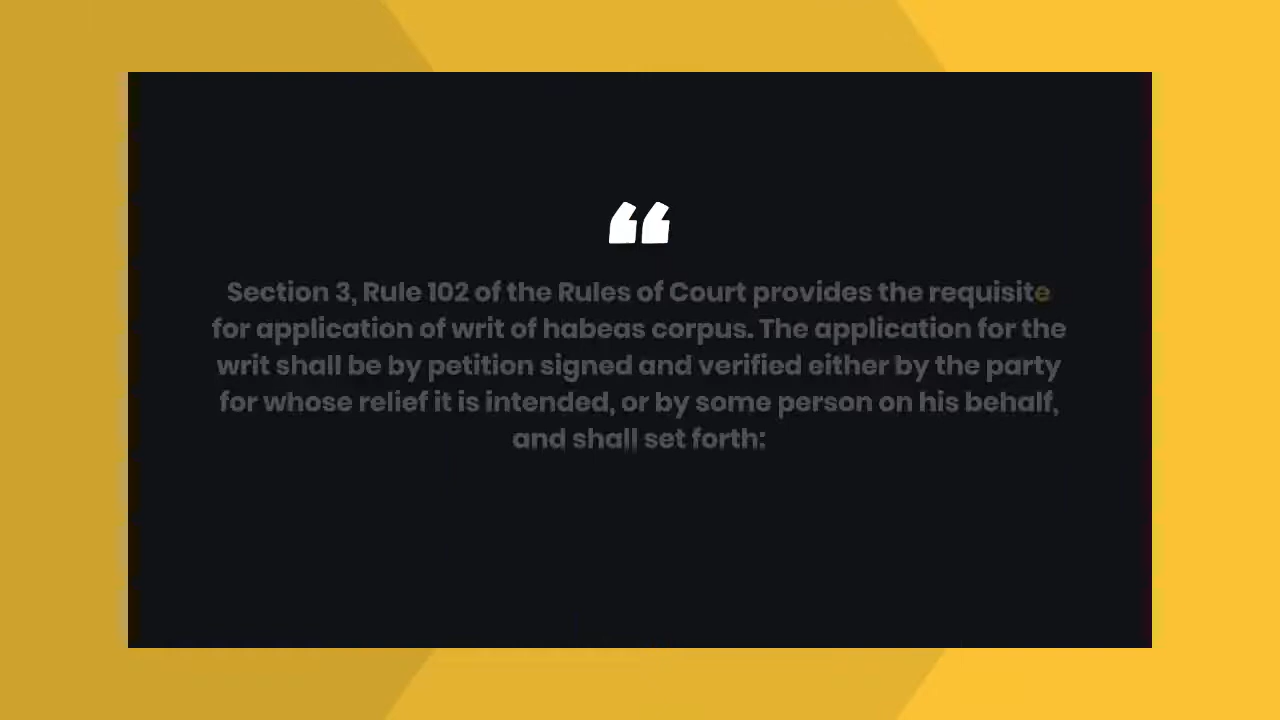 “
Section 3, Rule 102 of the Rules of Court provides the requisite
for application of writ of habeas corpus. The application for the
writ shall be by petition signed and verified either by the party
for whose relief it is intended, or by some person on his behalf,
and shall set forth: